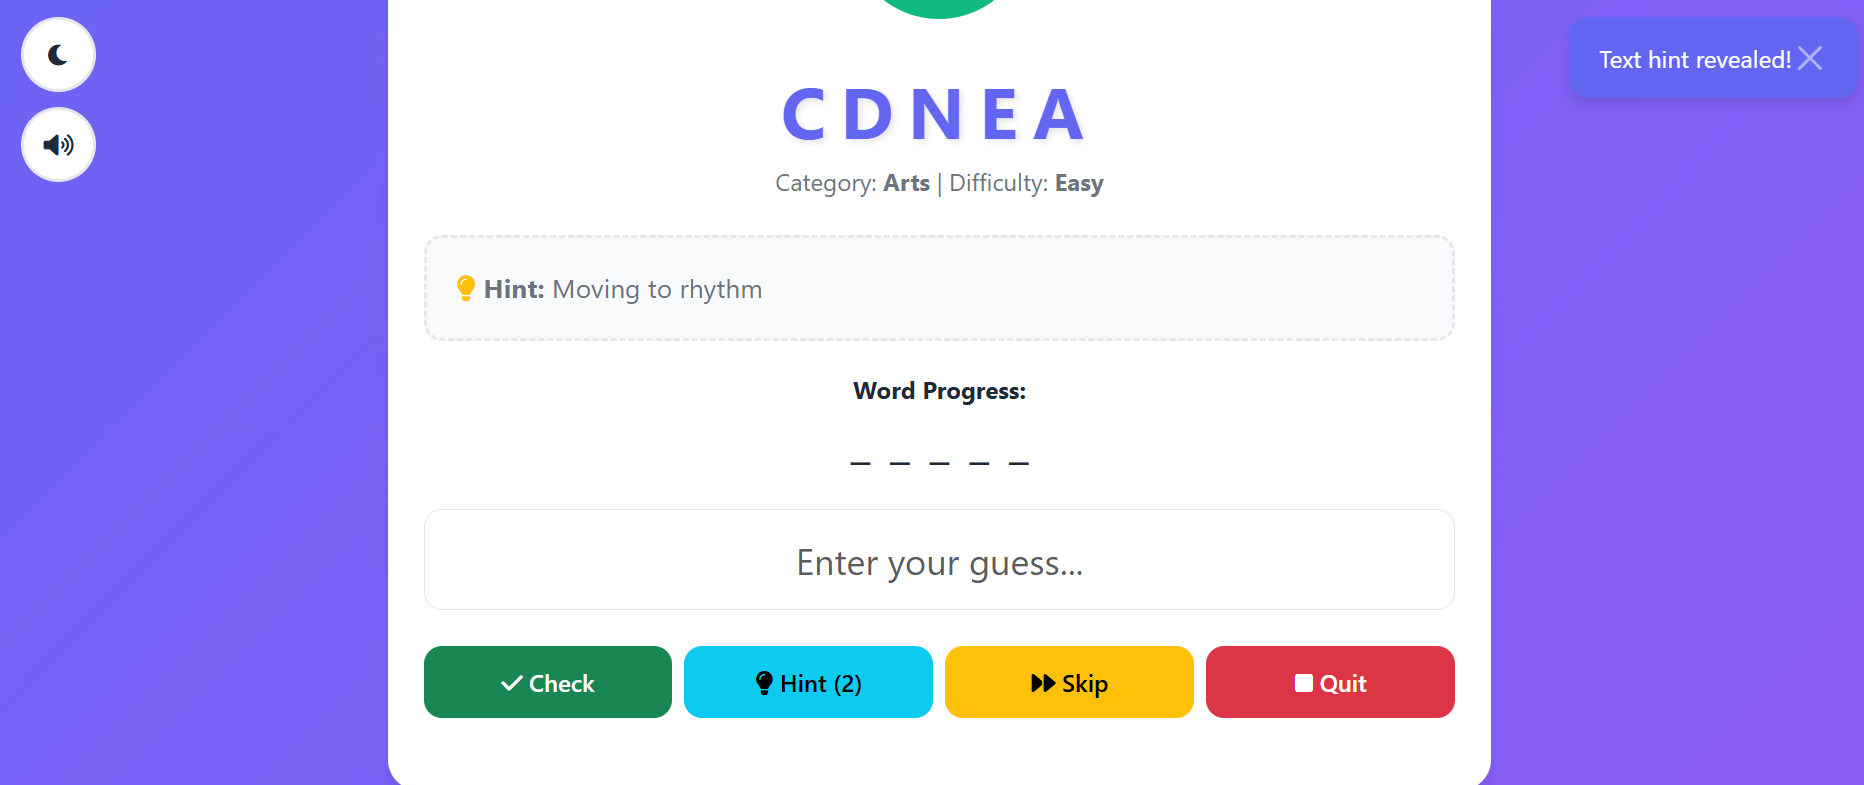 Text hint revealed!
CDNEA
Category: Arts | Difficulty: Easy
Hint: Moving to rhythm
Word Progress:
_ _ _ _ _
Enter your guess...
Check
Hint (2)
Skip
Quit